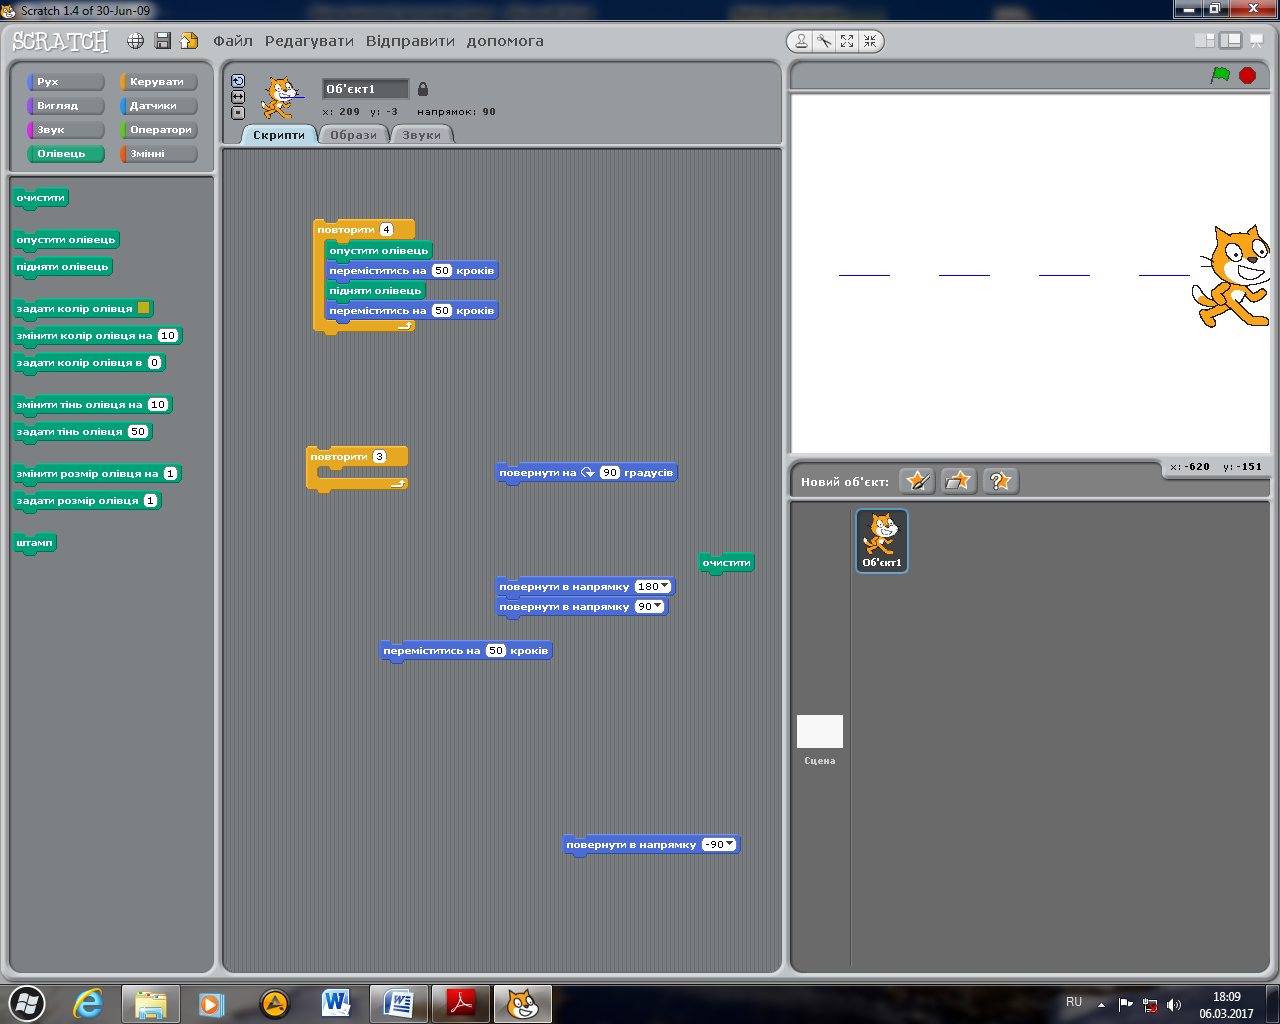 Scratch 1.4 of 30-Jun-09
SCRATCH
Файл Редагувати Відправити допомога
Рух
Керувати
Вигляд
Датчики
Звук
Оператори
Олівець
Змінні
очистити
опустити олівець
підняти олівець
задати колір олівця
змінити колір олівця на 10
задати колір олівця в 0
змінити тінь олівця на 10
задати тінь олівця 50
змінити розмір олівця на 1
задати розмір олівця 1
штамп
Об'єкт1
x: 209 y: -3 напрямок: 90
Скрипти
Образи
Звуки
повторити 4
опустити олівець
переміститись на 50 кроків
підняти олівець
переміститись на 50 кроків
повторити 3
повернути на 90 градусів
очистити
повернути в напрямку 180
повернути в напрямку 90
переміститись на 50 кроків
повернути в напрямку -90
x: -620 y: -151
Новий об'єкт:
Об'єкт1
Сцена
RU
18:09
06.03.2017